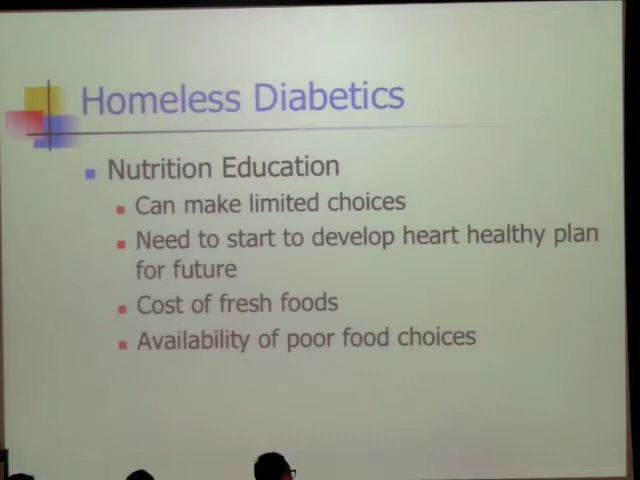 Homeless Diabetics
Nutrition Education
Can make limited choices
Need to start to develop heart healthy plan
for future
Cost of fresh foods
Availability of poor food choices